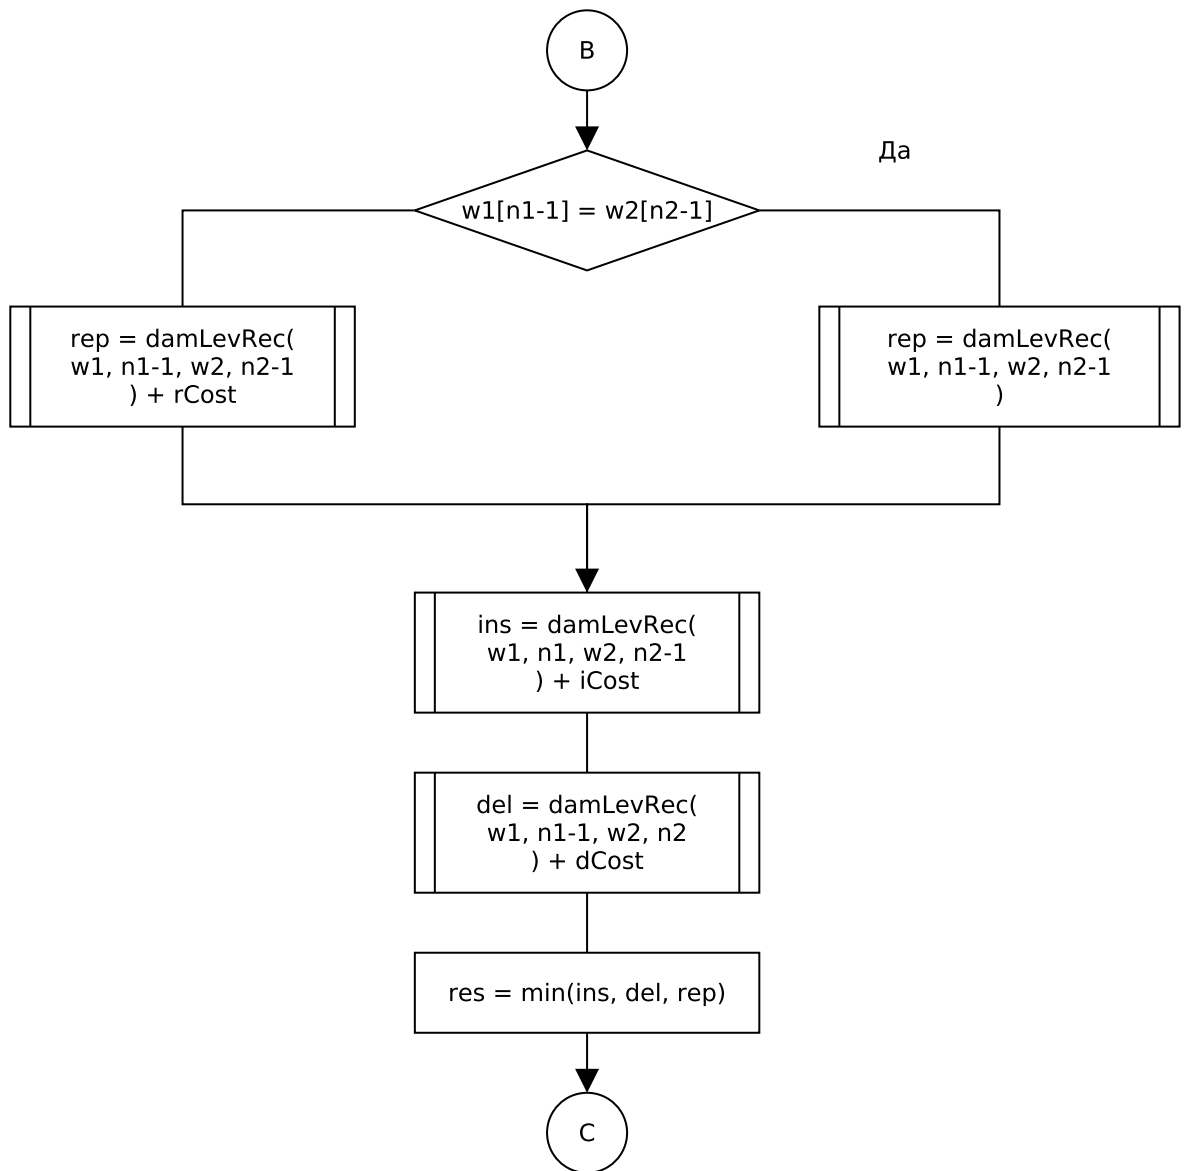 B
Да
w1[n1-1] = w2[n2-1]
rep = damLevRec(
w1, n1-1, w2, n2-1
) + rCost
rep = damLevRec(
w1, n1-1, w2, n2-1
)
ins = damLevRec(
w1, n1, w2, n2-1
) + iCost
del = damLevRec(
w1, n1-1, w2, n2
) + dCost
res = min(ins, del, rep)
C